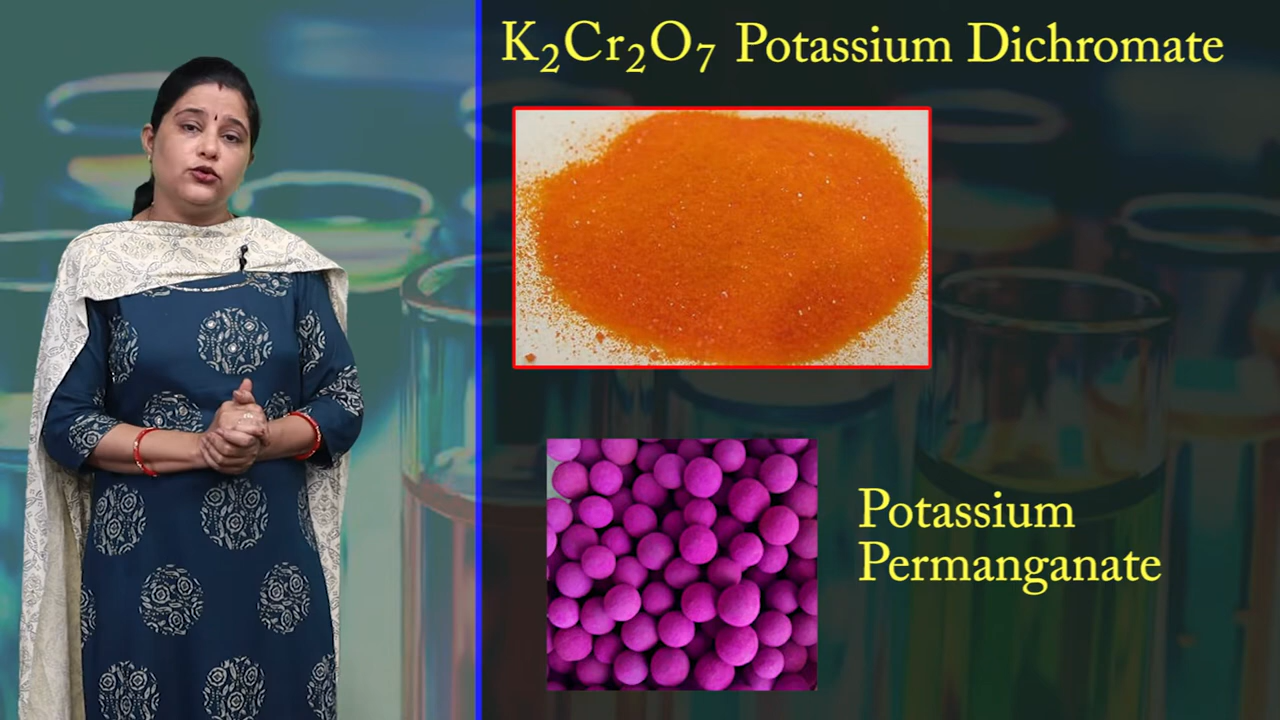 K₂Cr₂O₇ Potassium Dichromate
Potassium
Permanganate